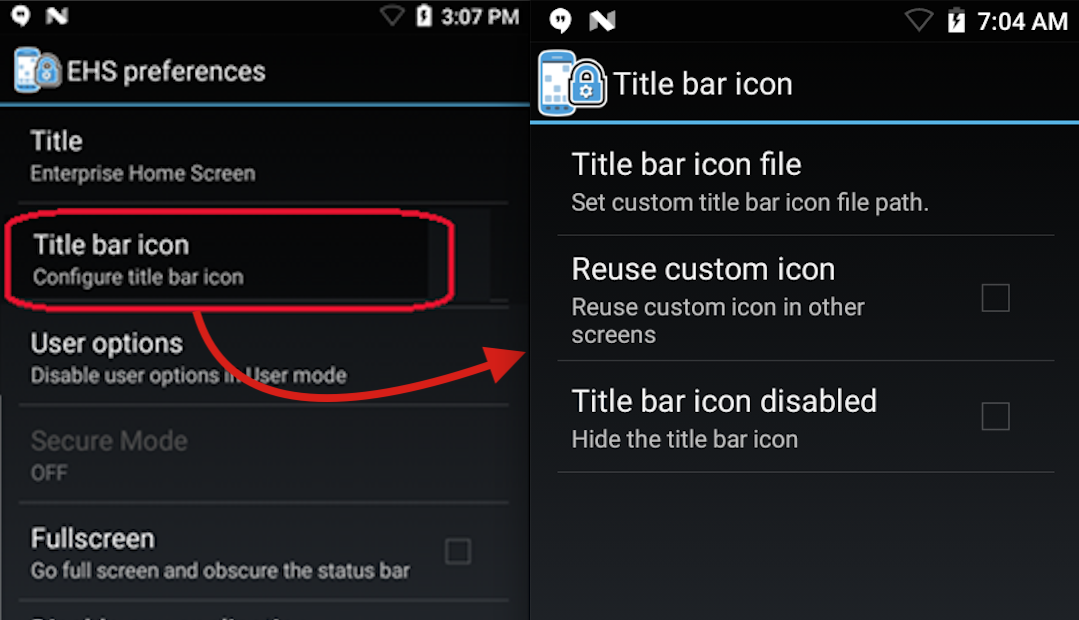 3:07 PM
EHS preferences
Title
Enterprise Home Screen
Title bar icon
Configure title bar icon
User options
Disable user options in User mode
Secure Mode
OFF
Fullscreen
Go full screen and obscure the status bar
7:04 AM
Title bar icon
Title bar icon file
Set custom title bar icon file path.
Reuse custom icon
Reuse custom icon in other
screens
Title bar icon disabled
Hide the title bar icon